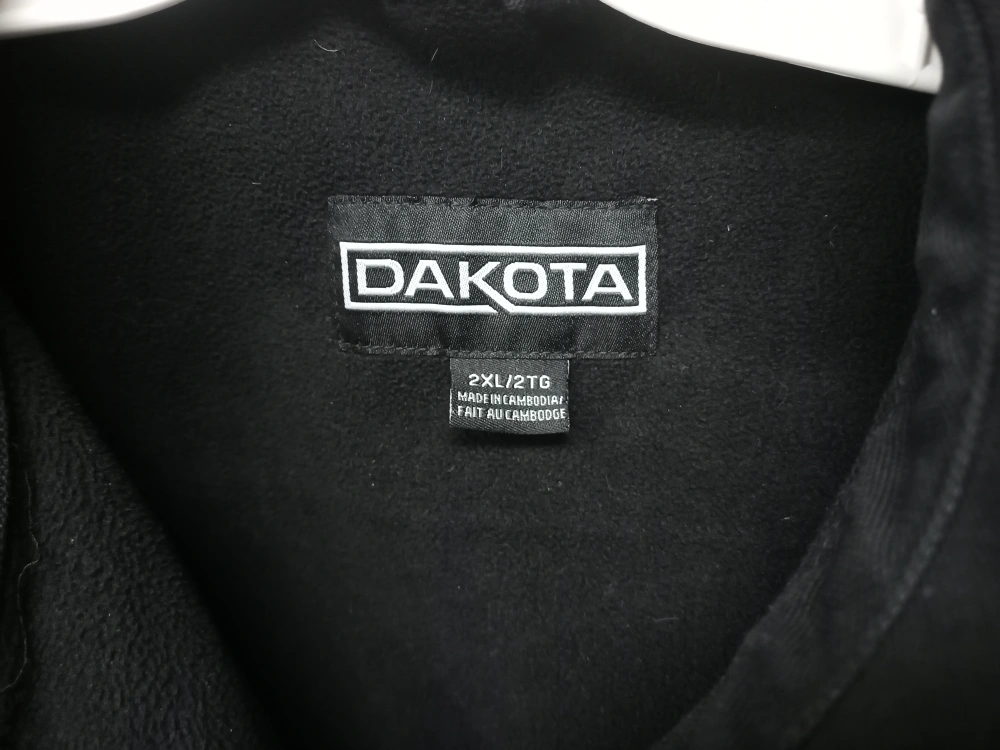 DAKOTA
2XL/2TG
MADE IN CAMBODIA/
FAIT AU CAMBODGE